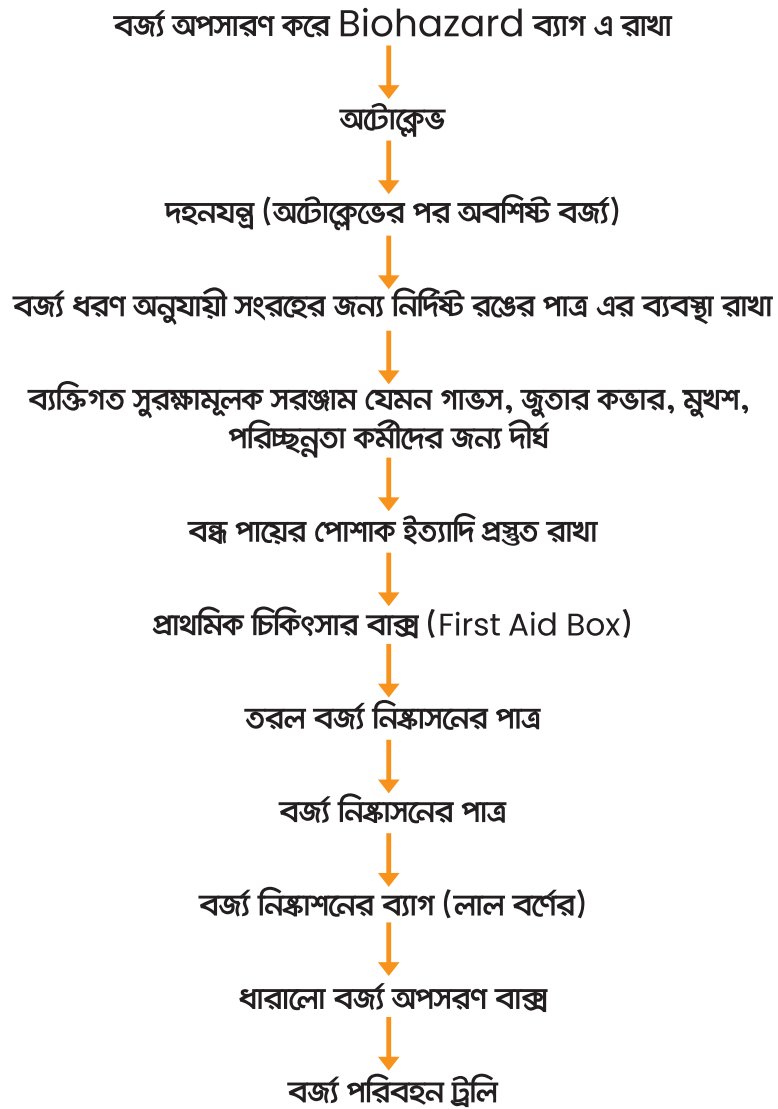 বর্জ্য অপসারণ করে Biohazard ব্যাগ এ রাখা
অটোক্লেভ
দহনযন্ত্র (অটোক্লেভের পর অবশিষ্ট বর্জ্য)
বর্জ্য ধরণ অনুযায়ী সংরহের জন্য নির্দিষ্ট রঙের পাত্র এর ব্যবস্থা রাখা
ব্যক্তিগত সুরক্ষামূলক সরঞ্জাম যেমন গাভস, জুতার কভার, মুখশ,
পরিচ্ছন্নতা কর্মীদের জন্য দীর্ঘ
বন্ধ পায়ের পোশাক ইত্যাদি প্রস্তুত রাখা
প্রাথমিক চিকিৎসার বাক্স (First Aid Box)
তরল বর্জ্য নিষ্কাসনের পাত্র
বর্জ্য নিষ্কাসনের পাত্র
বর্জ্য নিষ্কাশনের ব্যাগ (লাল বর্ণের)
ধারালো বর্জ্য অপসরণ বাক্স
বর্জ্য পরিবহন ট্রলি